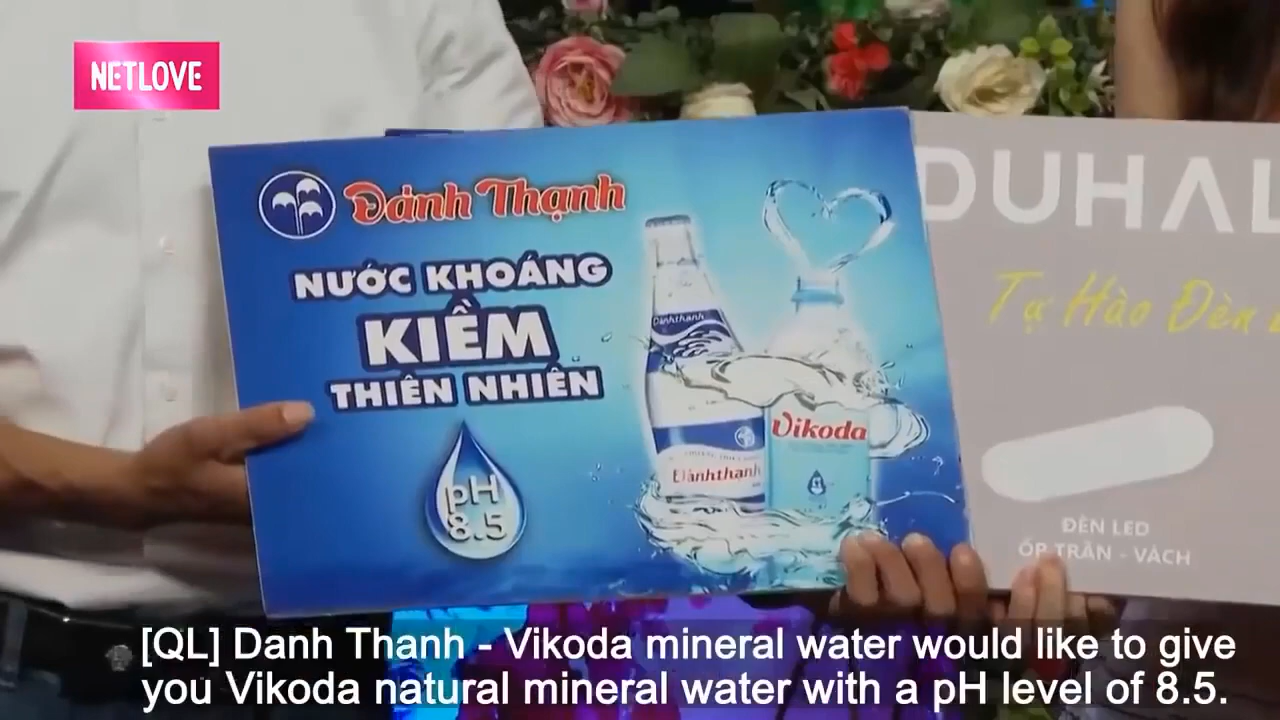 NETLOVE
Đảnh Thạnh
NƯỚC KHOÁNG
KIỀM
THIÊN NHIÊN
pH
8.5
Đảnhthạnh
Vikoda
Đảnhthạnh
DUHAL
Tự Hào Đèn
ĐÈN LED
ỐP TRẦN - VÁCH
[QL] Danh Thanh - Vikoda mineral water would like to give
you Vikoda natural mineral water with a pH level of 8.5.